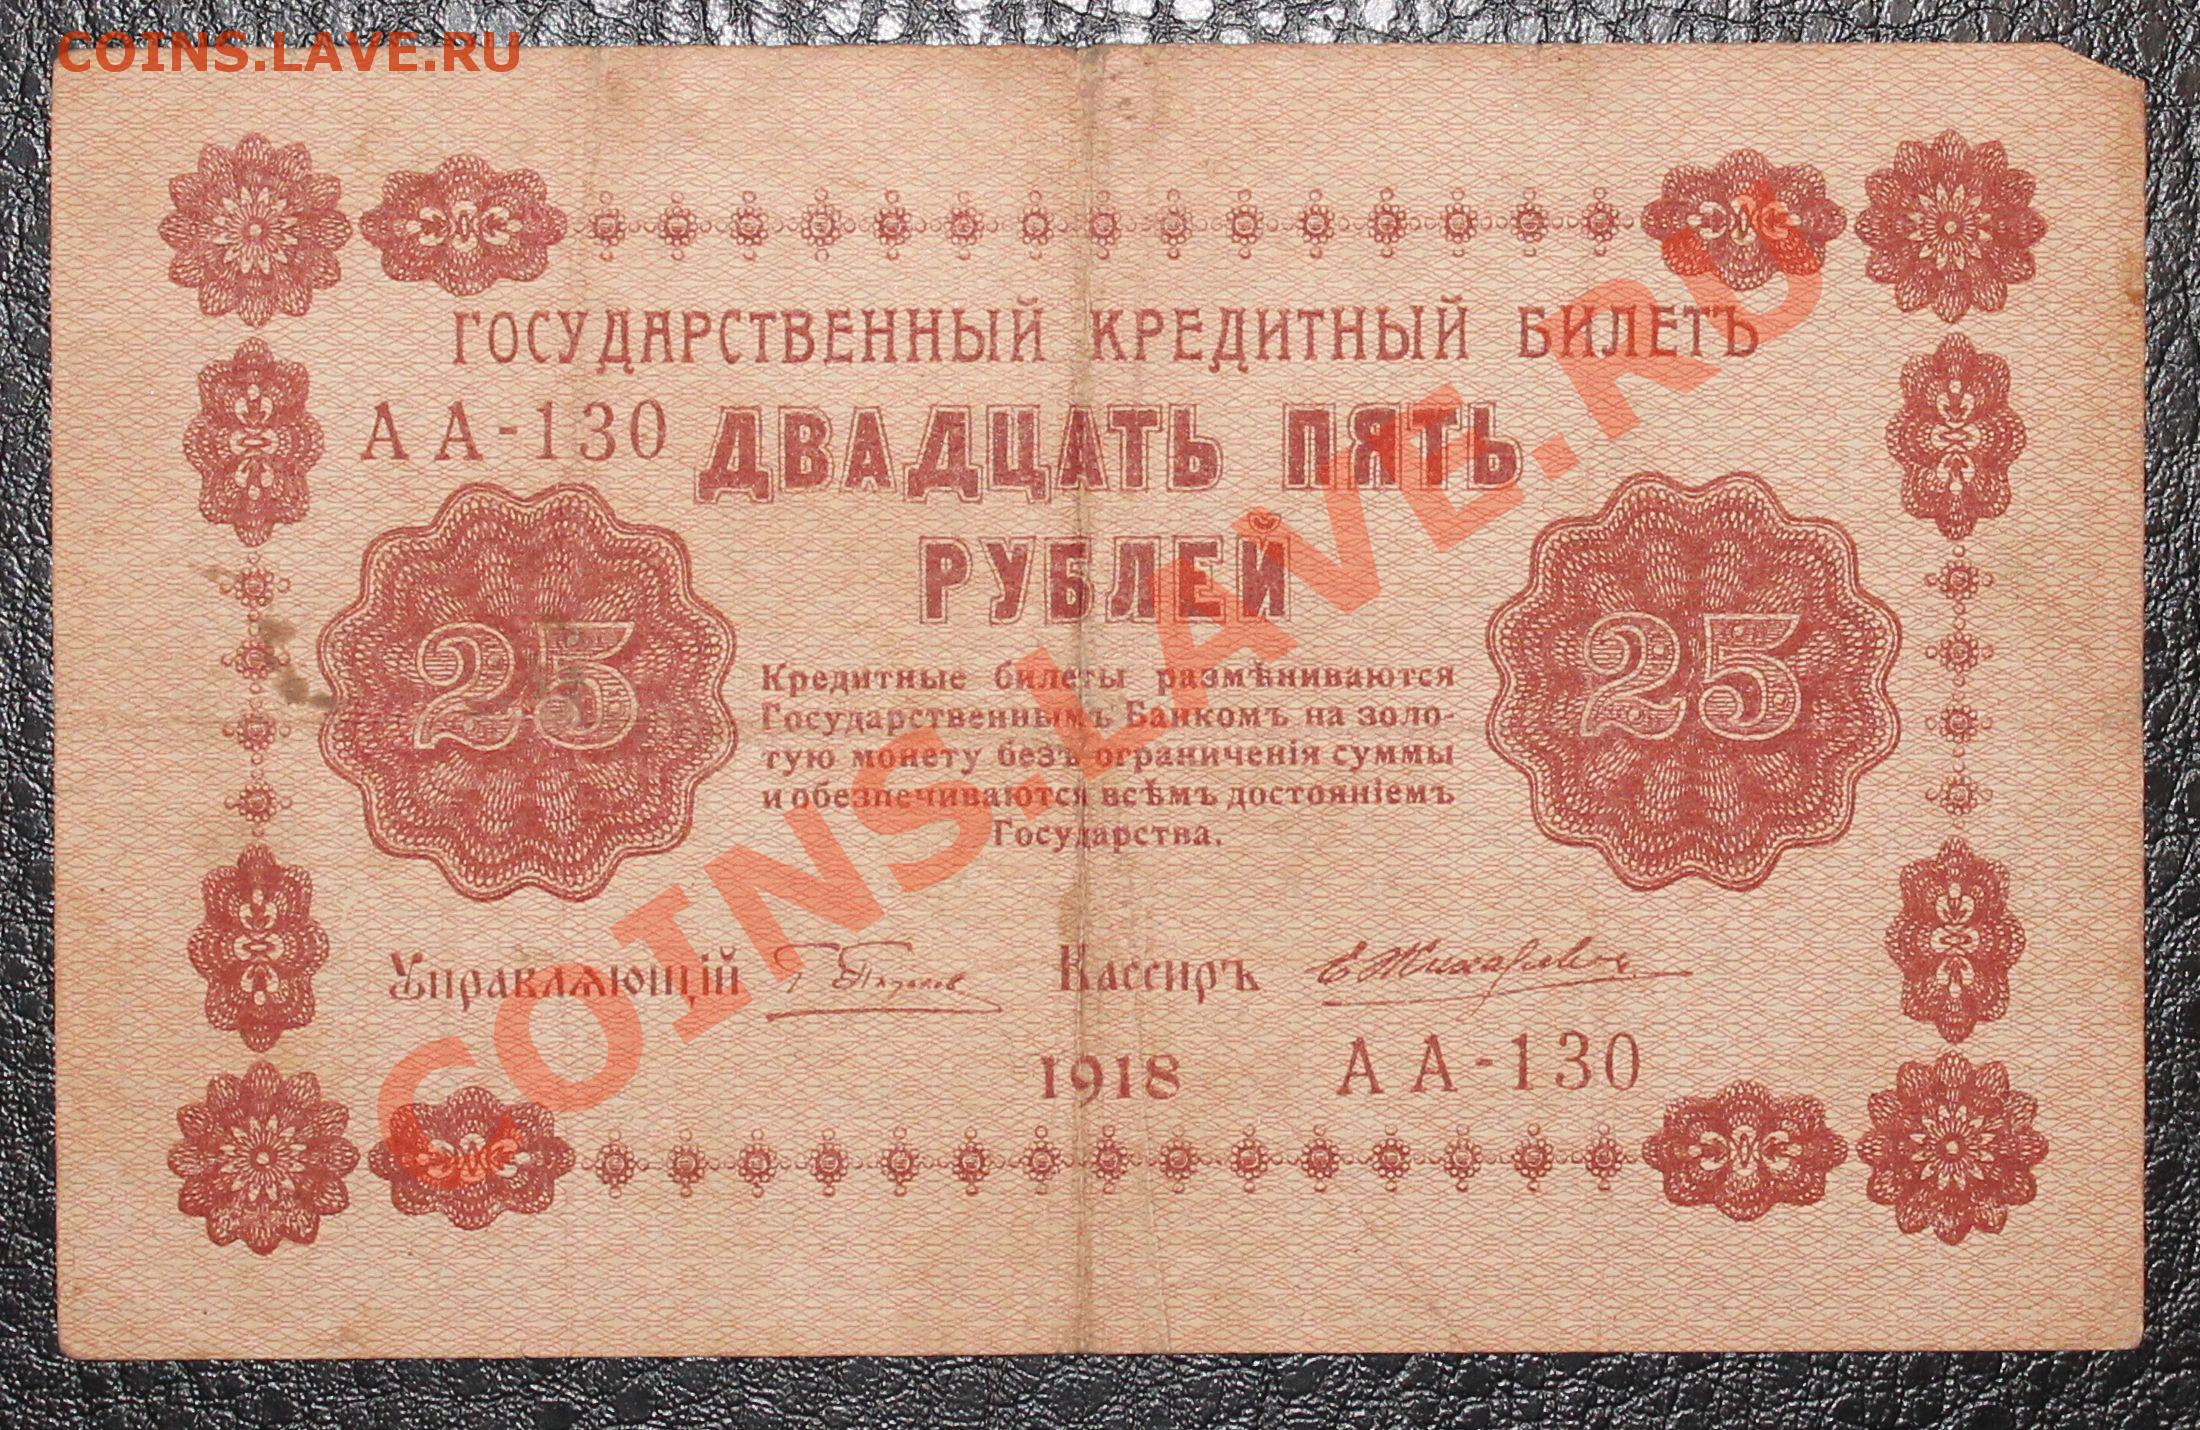 COINS.LAVE.RU
ГОСУДАРСТВЕННЫЙ КРЕДИТНЫЙ БИЛЕТЪ
АА-130
ДВАДЦАТЬ ПЯТЬ
РУБЛЕЙ
25
25
Кредитные билеты размѣниваются
Государственнымъ Банкомъ на золо-
тую монету безъ ограниченія суммы
и обезпечиваются всѣмъ достояніемъ
Государства.
Управляющій
Кассиръ
1918
АА-130
COINS.LAVE.RU